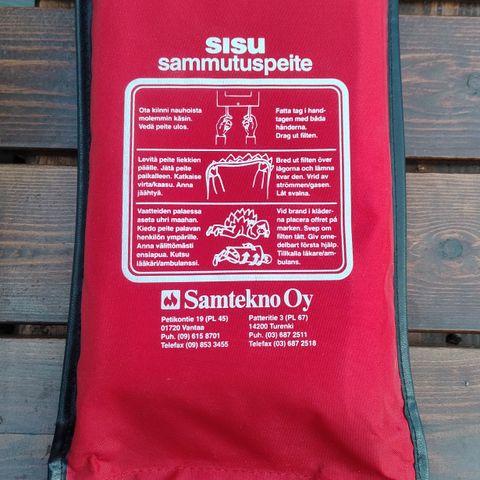 sisu
sammutuspeite
Ota kiinni nauhoista
molemmin käsin.
Vedä peite ulos.
Fatta tag i hand-
tagen med båda
händerna.
Drag ut filten.
Levitä peite liekkien
päälle. Jätä peite
paikalleen. Katkaise
virta/kaasu. Anna
jäähtyä.
Bred ut filten över
lågorna och lämna
kvar den. Vrid av
strömmen/gasen.
Låt svalna.
Vaatteiden palaessa
aseta uhri maahan.
Kiedo peite palavan
henkilön ympärille.
Anna välittömästi
ensiapua. Kutsu
lääkäri/ambulanssi.
Vid brand i kläder-
na placera offret på
marken. Svep om
filten tätt. Giv ome-
delbart första hjälp.
Tillkalla läkare/am-
bulans.
Samtekno Oy
Petikontie 19 (PL 45)
01720 Vantaa
Puh. (09) 615 8701
Telefax (09) 853 3455
Patteritie 3 (PL 67)
14200 Turenki
Puh. (03) 687 2511
Telefax (03) 687 2518